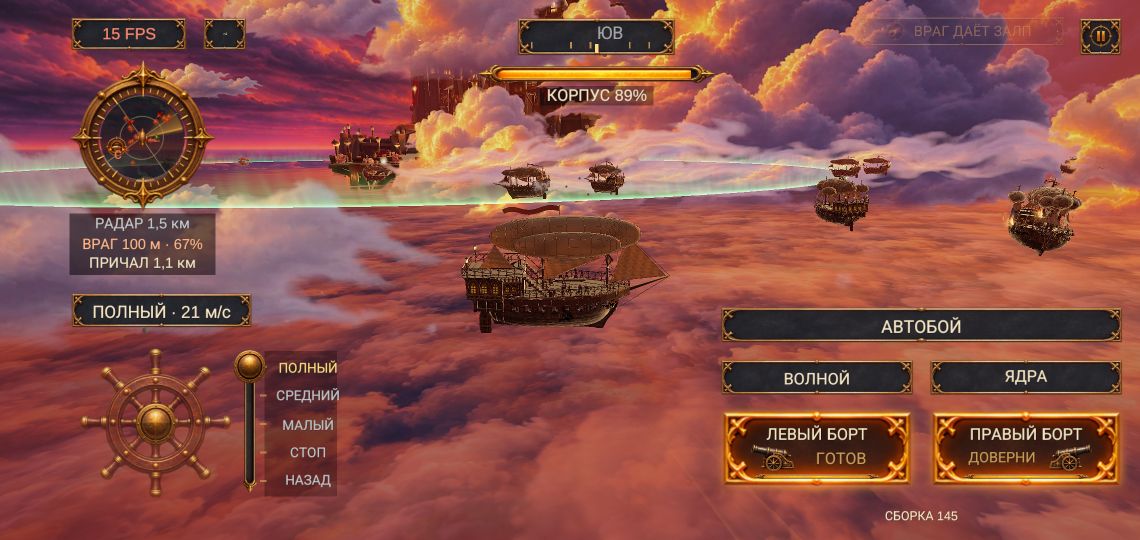 15 FPS
ЮВ
ВРАГ ДАЁТ ЗАЛП
КОРПУС 89%
РАДАР 1,5 км
ВРАГ 100 м · 67%
ПРИЧАЛ 1,1 км
ПОЛНЫЙ · 21 м/с
ПОЛНЫЙ
СРЕДНИЙ
МАЛЫЙ
СТОП
НАЗАД
АВТОБОЙ
ВОЛНОЙ
ЯДРА
ЛЕВЫЙ БОРТ
ГОТОВ
ПРАВЫЙ БОРТ
ДОВЕРНИ
СБОРКА 145